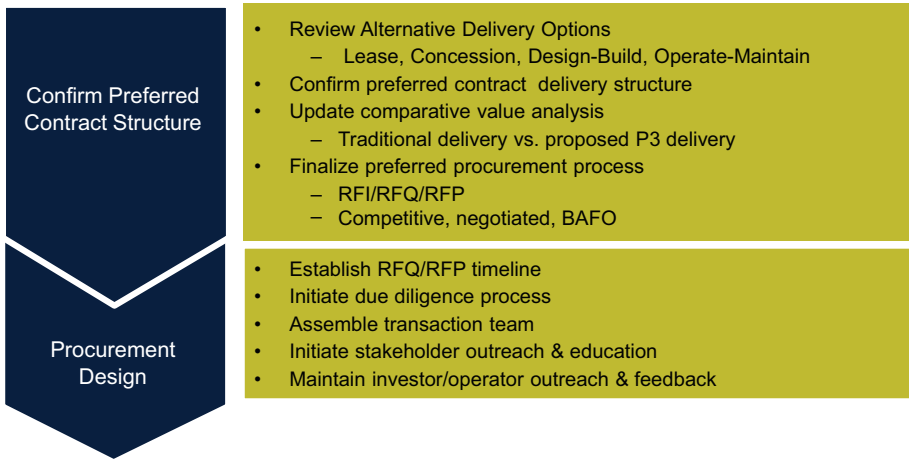 Confirm Preferred
Contract Structure
• Review Alternative Delivery Options
– Lease, Concession, Design-Build, Operate-Maintain
• Confirm preferred contract delivery structure
• Update comparative value analysis
– Traditional delivery vs. proposed P3 delivery
• Finalize preferred procurement process
– RFI/RFQ/RFP
– Competitive, negotiated, BAFO
Procurement
Design
• Establish RFQ/RFP timeline
• Initiate due diligence process
• Assemble transaction team
• Initiate stakeholder outreach & education
• Maintain investor/operator outreach & feedback